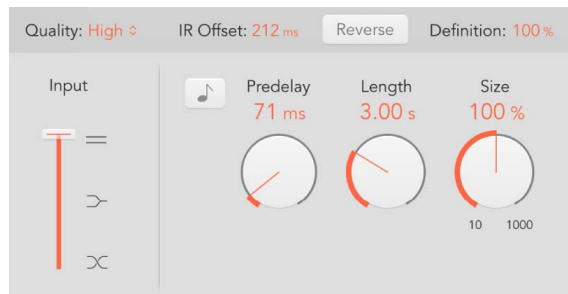 Quality: High IR Offset: 212 ms Reverse Definition: 100 %
Input Predelay Length Size
71 ms 3.00 s 100 %
10 1000